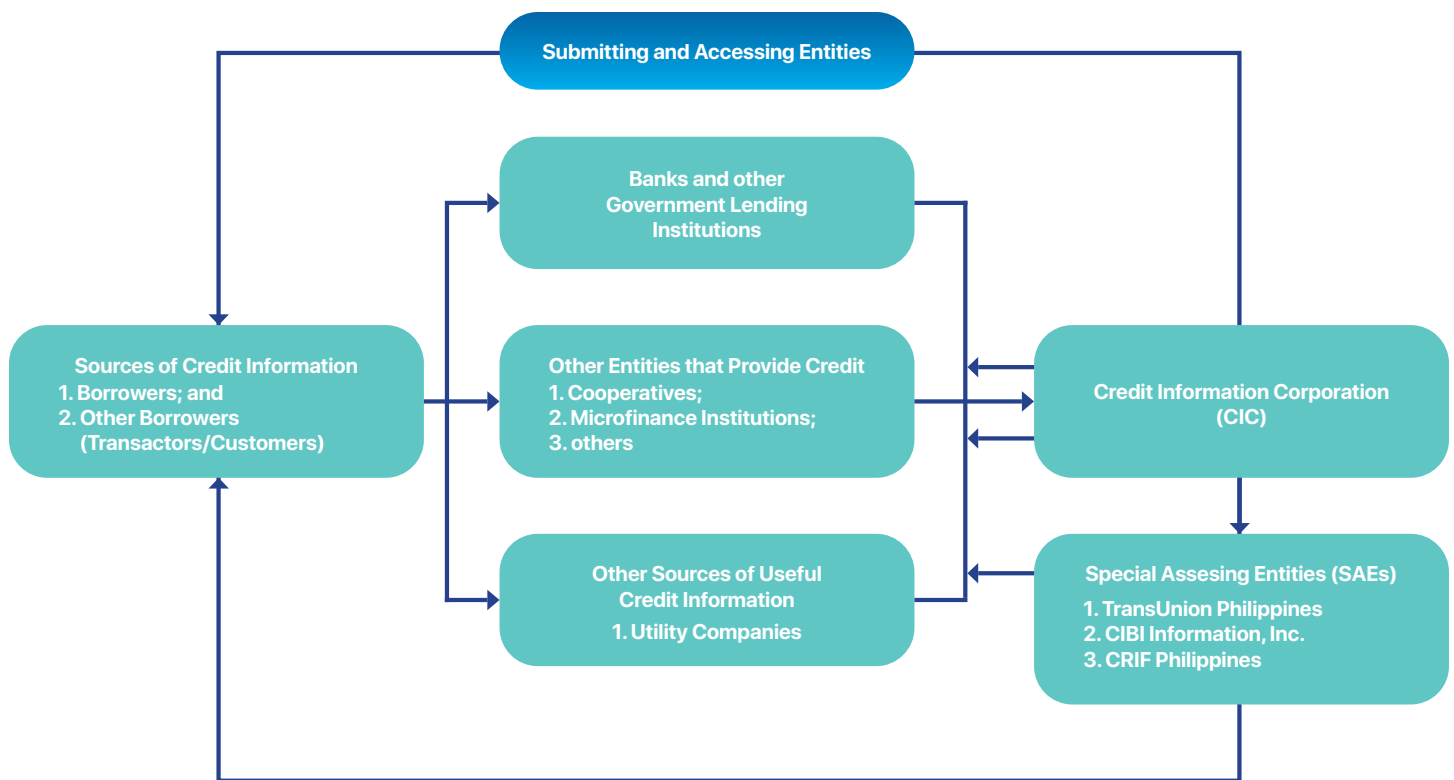 Submitting and Accessing Entities
Banks and other
Government Lending
Institutions
Sources of Credit Information
1. Borrowers; and
2. Other Borrowers
(Transactors/Customers)
Other Entities that Provide Credit
1. Cooperatives;
2. Microfinance Institutions;
3. others
Credit Information Corporation
(CIC)
Other Sources of Useful
Credit Information
1. Utility Companies
Special Assesing Entities (SAEs)
1. TransUnion Philippines
2. CIBI Information, Inc.
3. CRIF Philippines